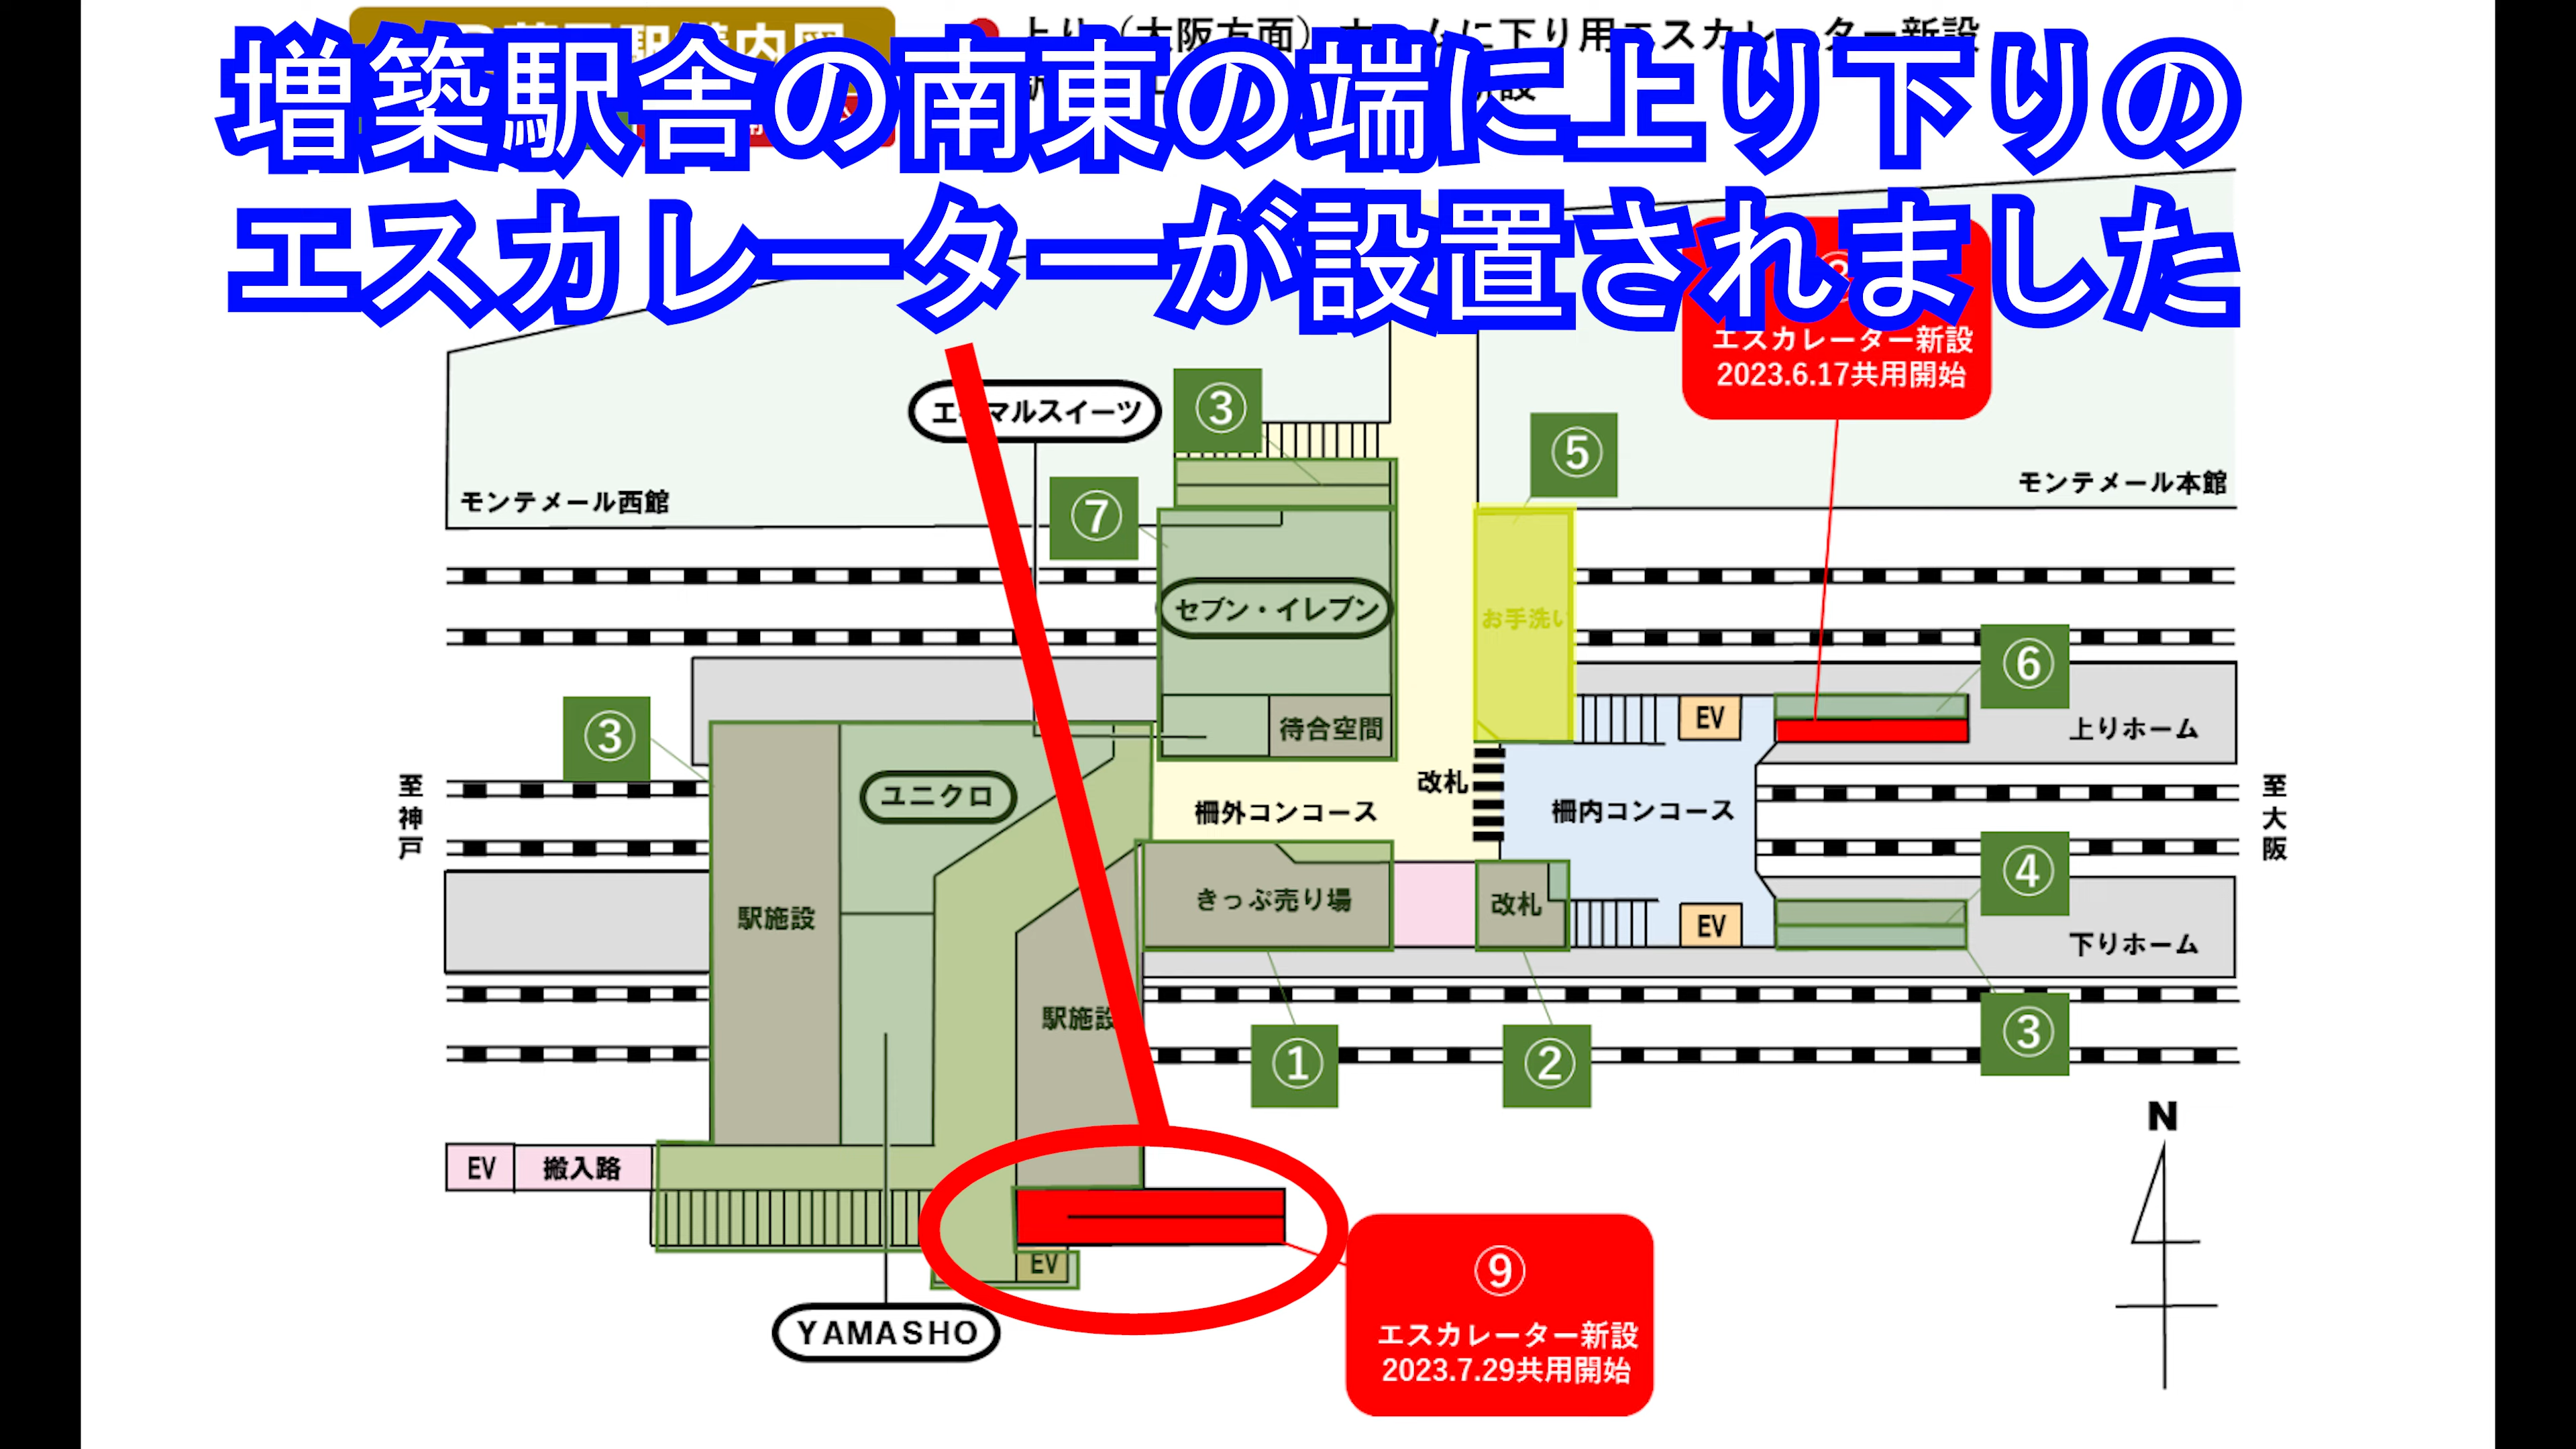 増築駅舎の南東の端に上り下りの
エスカレーターが設置されました
エスカレーター新設
2023.6.17共用開始
③
マルスイーツ
⑤
モンテメール西館
モンテメール本館
⑦
セブン・イレブン
お手洗い
⑥
③
EV
待合空間
上りホーム
ユニクロ
改札
柵外コンコース
柵内コンコース
至神戸
至大阪
④
駅施設
きっぷ売り場
改札
EV
下りホーム
駅施設
①
②
③
N
EV
搬入路
EV
⑨
YAMASHO
エスカレーター新設
2023.7.29共用開始